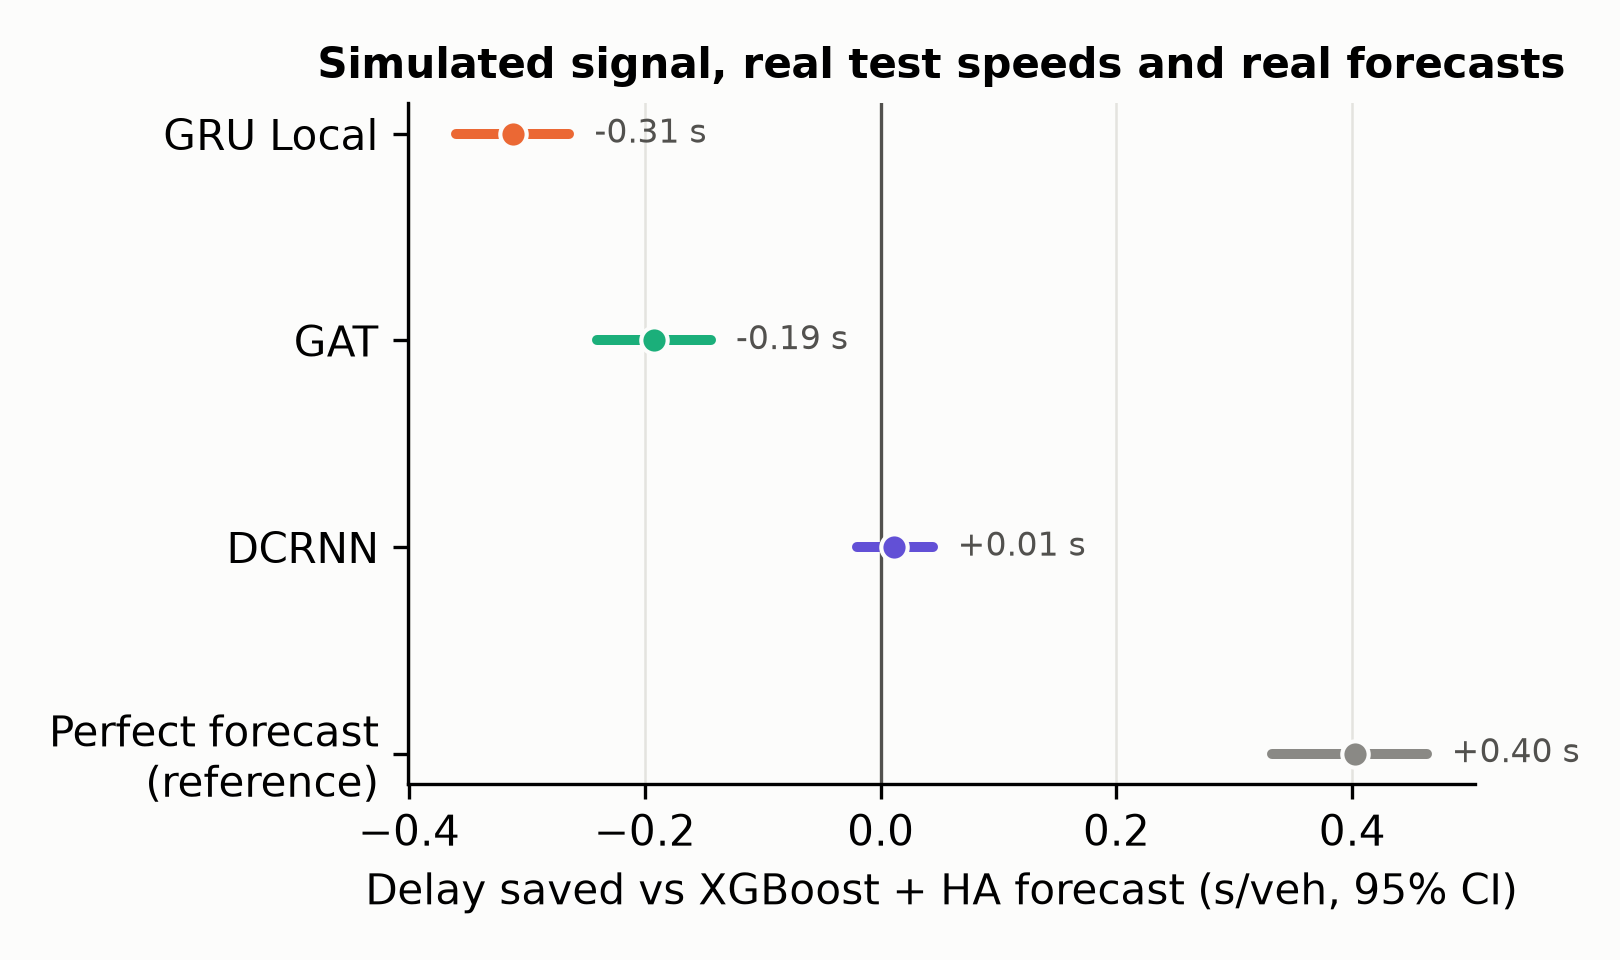 Simulated signal, real test speeds and real forecasts
GRU Local
-0.31 s
GAT
-0.19 s
DCRNN
+0.01 s
Perfect forecast
(reference)
+0.40 s
−0.4
−0.2
0.0
0.2
0.4
Delay saved vs XGBoost + HA forecast (s/veh, 95% CI)